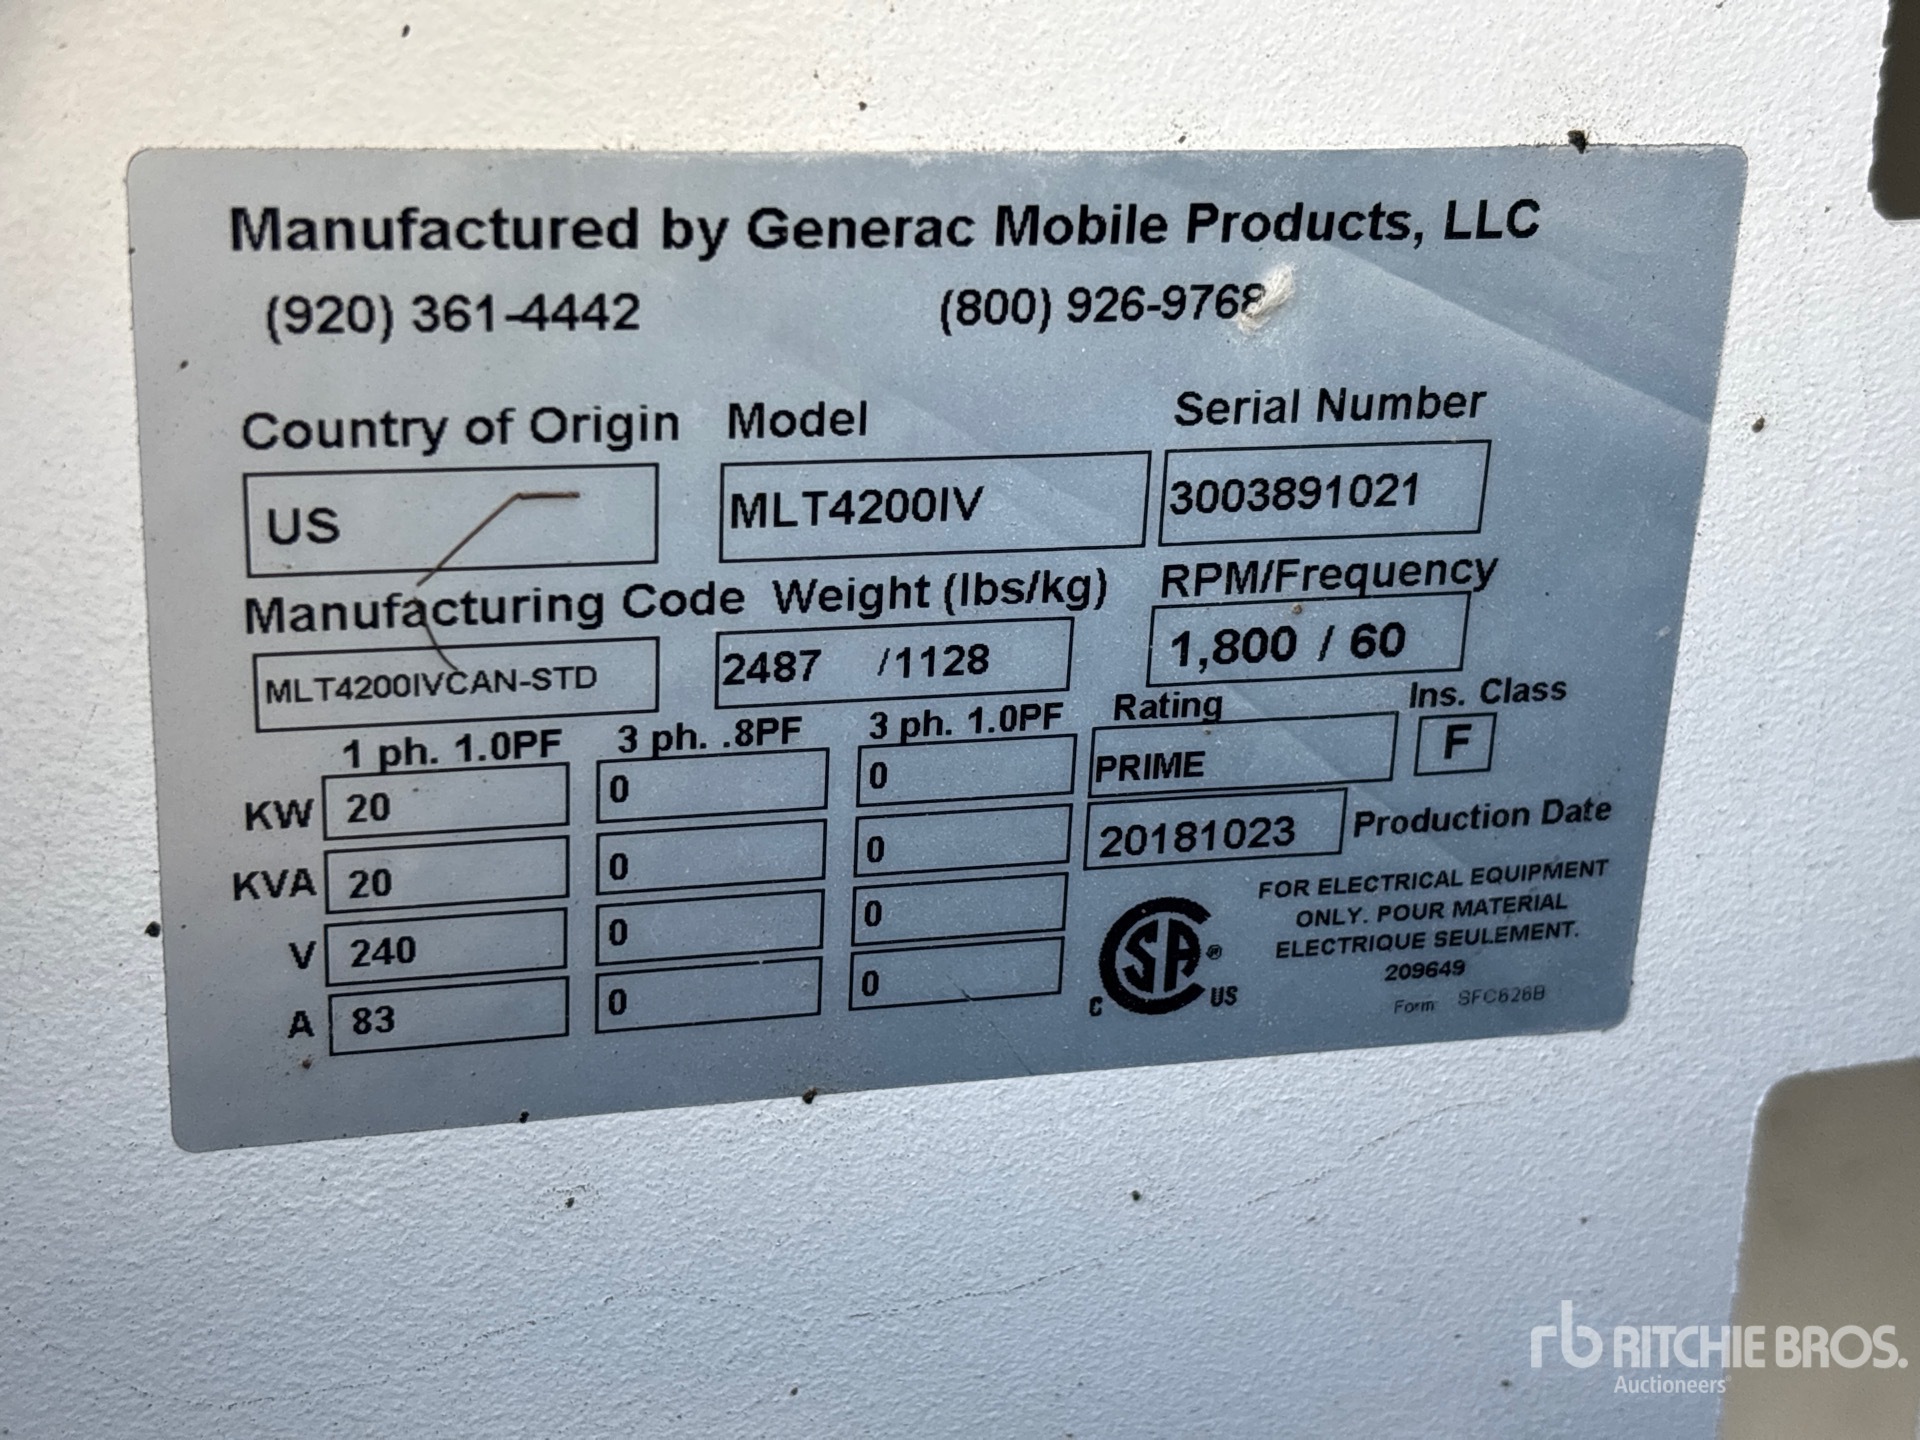 Manufactured by Generac Mobile Products, LLC
(920) 361-4442 (800) 926-9768
Country of Origin Model Serial Number
US MLT4200IV 3003891021
Manufacturing Code Weight (lbs/kg) RPM/Frequency
MLT4200IVCAN-STD 2487 /1128 1,800 / 60
1 ph. 1.0PF 3 ph. .8PF 3 ph. 1.0PF Rating Ins. Class
KW 20 0 0 PRIME F
KVA 20 0 0 20181023 Production Date
V 240 0 0
A 83 0 0
FOR ELECTRICAL EQUIPMENT
ONLY. POUR MATERIAL
ELECTRIQUE SEULEMENT.
209649
Form SFC626B
C SA ® US
rb RITCHIE BROS.
Auctioneers